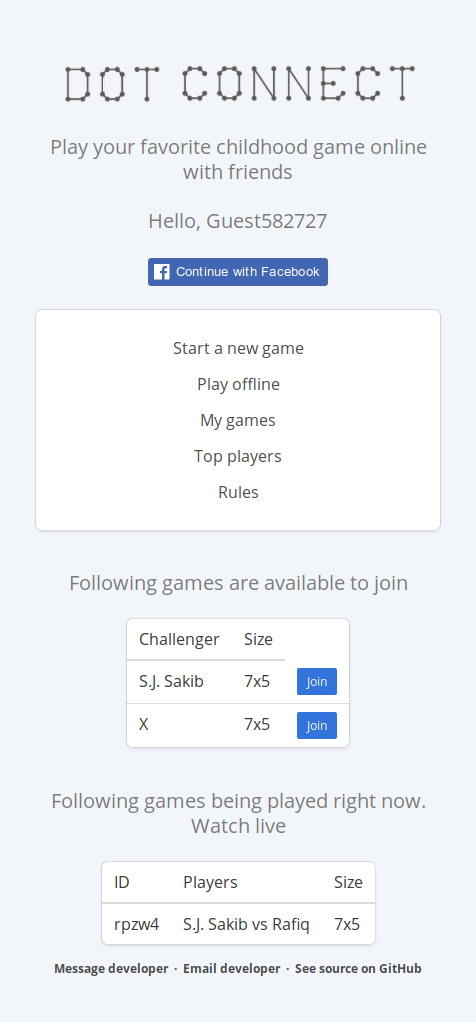 DOT CONNECT
Play your favorite childhood game online
with friends
Hello, Guest582727
Continue with Facebook
Start a new game
Play offline
My games
Top players
Rules
Following games are available to join
Challenger Size
S.J. Sakib 7x5 Join
X 7x5 Join
Following games being played right now.
Watch live
ID Players Size
rpzw4 S.J. Sakib vs Rafiq 7x5
Message developer · Email developer · See source on GitHub